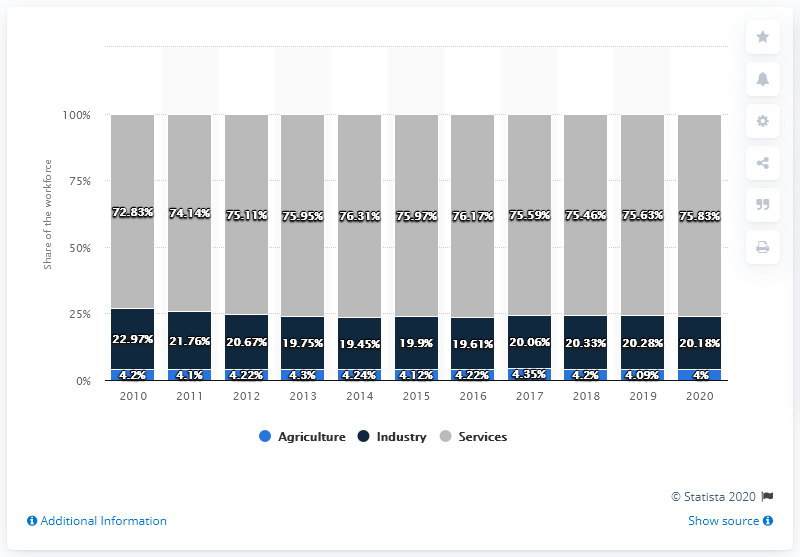 Share of the workforce
100%
75%
50%
25%
0%
72.83% 74.14% 75.11% 75.95% 76.31% 75.97% 76.17% 75.59% 75.46% 75.63% 75.83%
22.97% 21.76% 20.67% 19.75% 19.45% 19.9% 19.61% 20.06% 20.33% 20.28% 20.18%
4.2% 4.1% 4.22% 4.3% 4.24% 4.12% 4.22% 4.35% 4.2% 4.09% 4%
2010 2011 2012 2013 2014 2015 2016 2017 2018 2019 2020
Agriculture Industry Services
© Statista 2020
Additional Information Show source